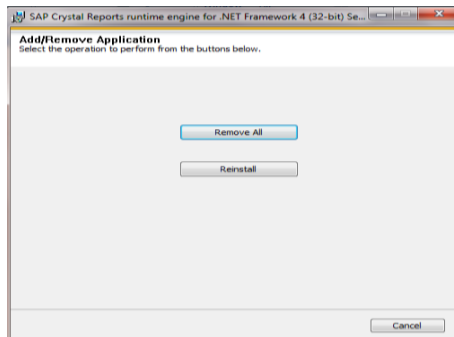 SAP Crystal Reports runtime engine for .NET Framework 4 (32-bit) Se...
Add/Remove Application
Select the operation to perform from the buttons below.
Remove All
Reinstall
Cancel